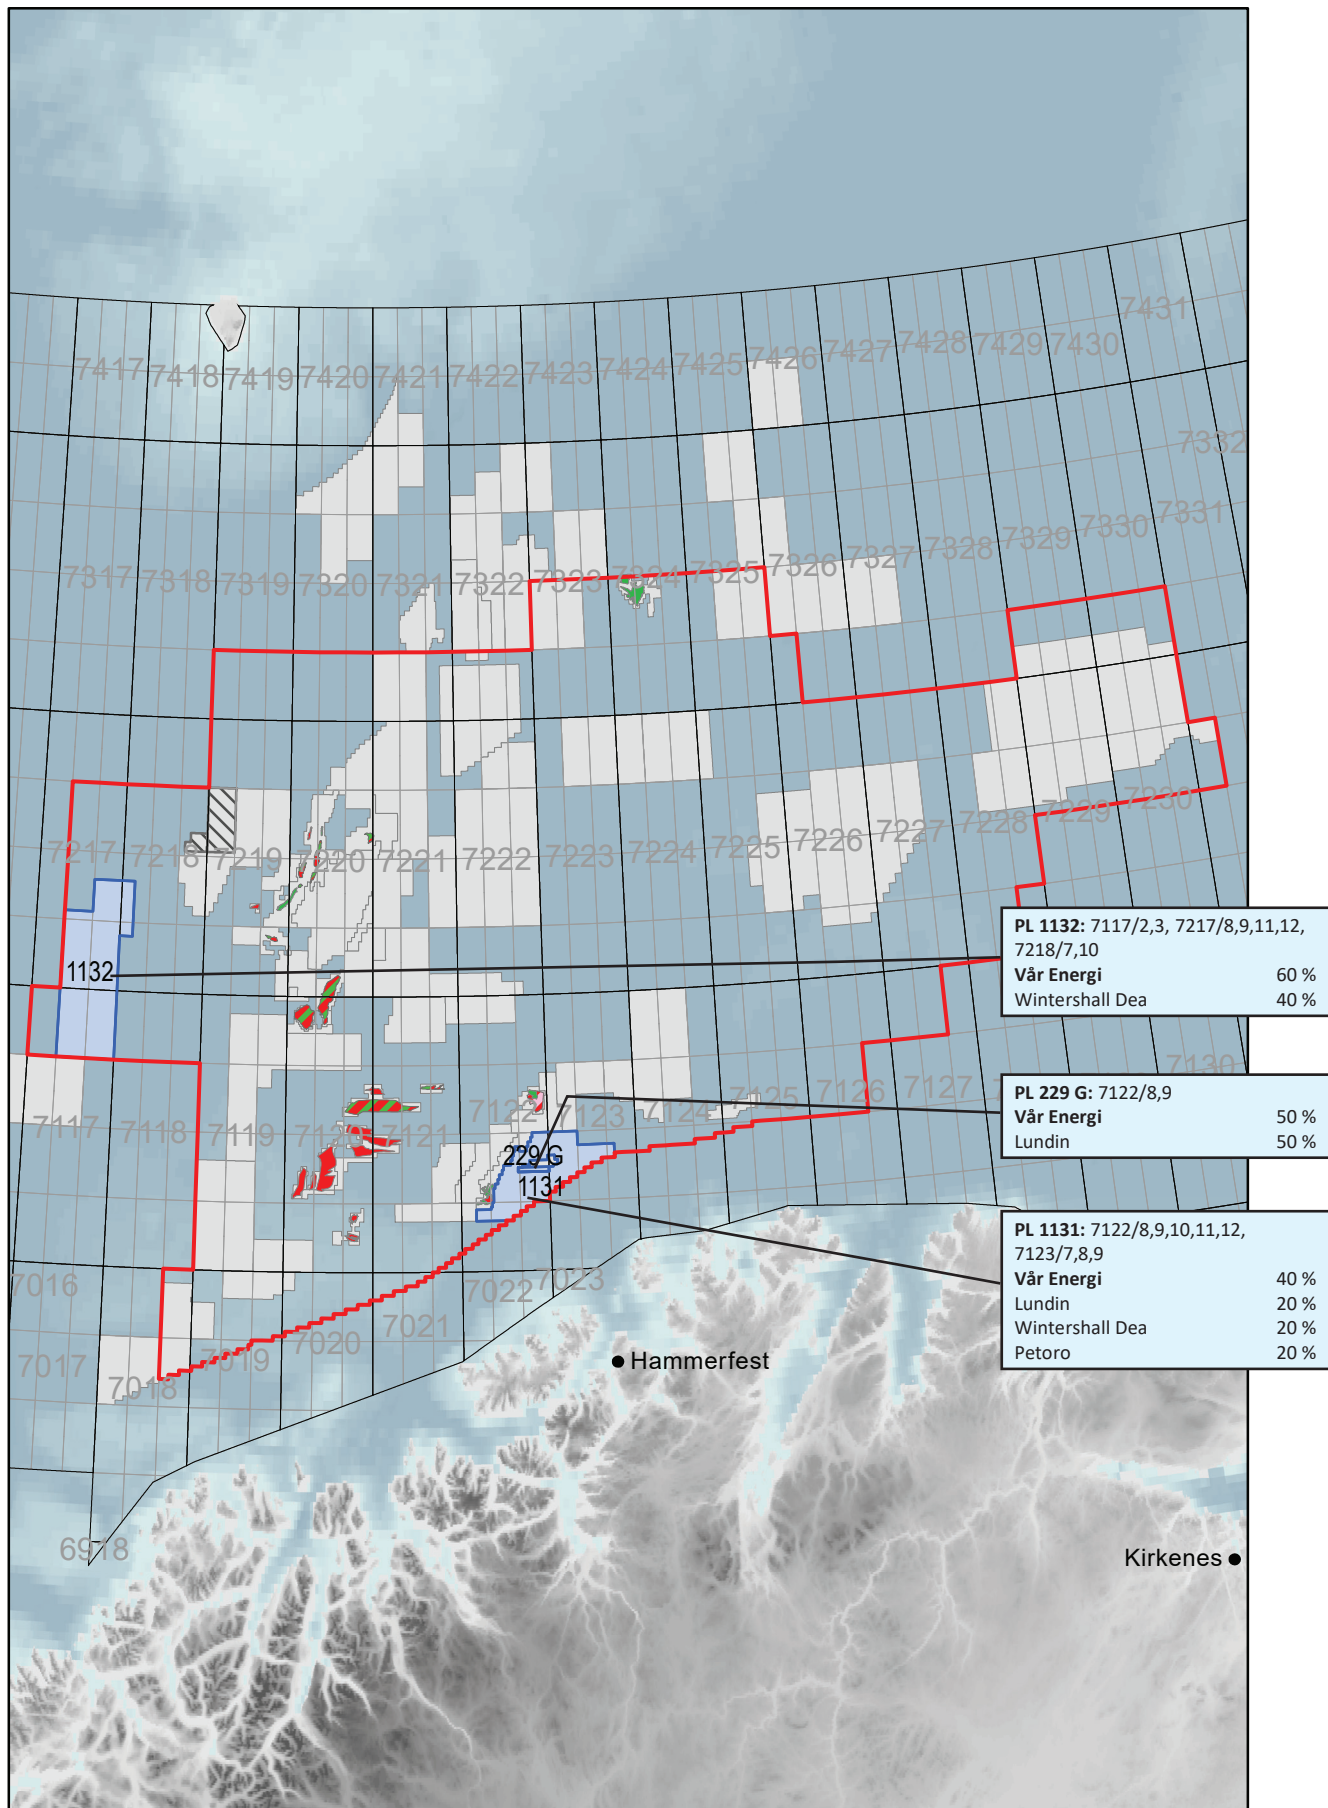 7431
7417 7418 7419 7420 7421 7422 7423 7424 7425 7426 7427 7428 7429 7430
7332
7317 7318 7319 7320 7321 7322 7323 7324 7325 7326 7327 7328 7329 7330 7331
7217 7218 7219 7220 7221 7222 7223 7224 7225 7226 7227 7228 7229 7230
1132
PL 1132: 7117/2,3, 7217/8,9,11,12,
7218/7,10
Vår Energi 60 %
Wintershall Dea 40 %
7117 7118 7119 7120 7121 7122 7123 7124 7125 7126 7127 7130
PL 229 G: 7122/8,9
Vår Energi 50 %
Lundin 50 %
229 G
1131
PL 1131: 7122/8,9,10,11,12,
7123/7,8,9
Vår Energi 40 %
Lundin 20 %
Wintershall Dea 20 %
Petoro 20 %
7016
7017 7018 7019 7020 7021 7022 7023
Hammerfest
6918
Kirkenes